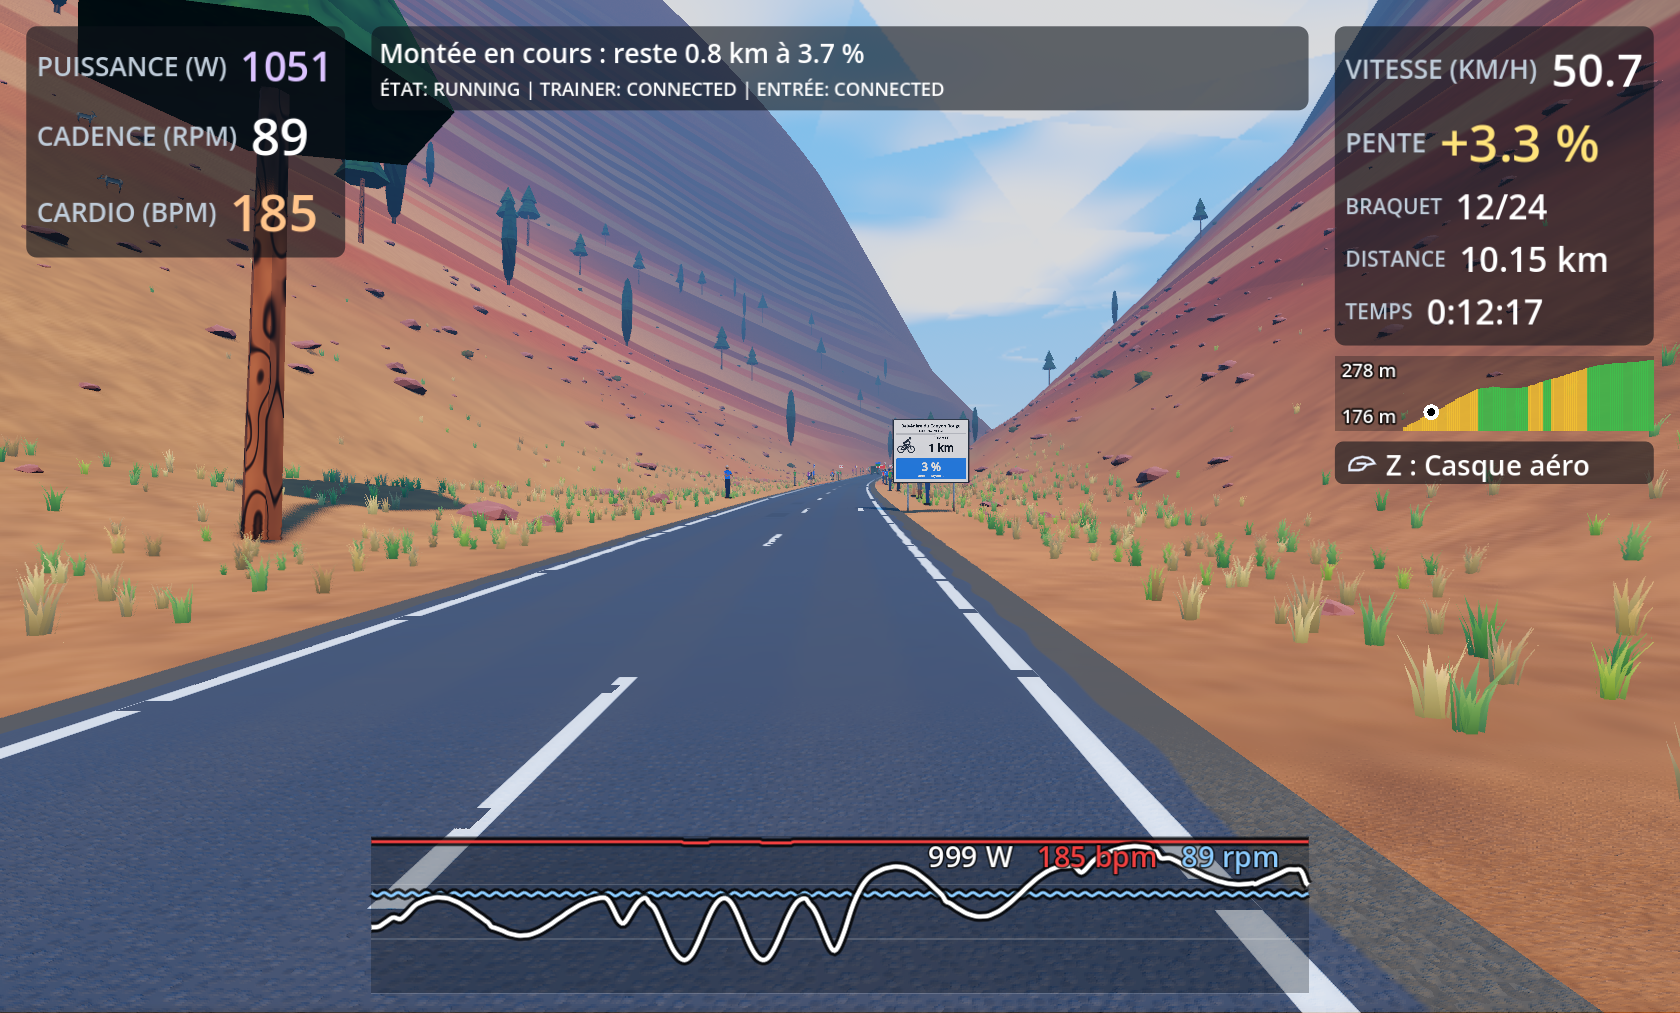 PUISSANCE (W) 1051
CADENCE (RPM) 89
CARDIO (BPM) 185
Montée en cours : reste 0.8 km à 3.7 %
ÉTAT: RUNNING | TRAINER: CONNECTED | ENTRÉE: CONNECTED
VITESSE (KM/H) 50.7
PENTE +3.3 %
BRAQUET 12/24
DISTANCE 10.15 km
TEMPS 0:12:17
278 m
176 m
Z : Casque aéro
1 km
3 %
999 W 185 bpm 89 rpm